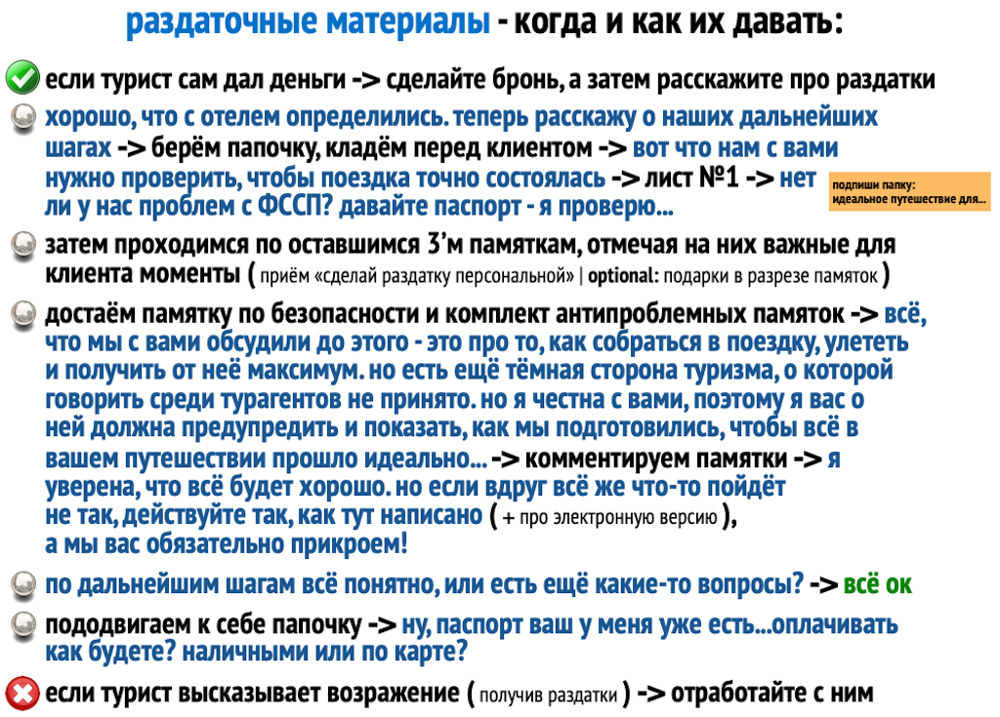 раздаточные материалы - когда и как их давать:
если турист сам дал деньги -> сделайте бронь, а затем расскажите про раздатки
хорошо, что с отелем определились. теперь расскажу о наших дальнейших
шагах -> берём папочку, кладём перед клиентом -> вот что нам с вами
нужно проверить, чтобы поездка точно состоялась -> лист №1 -> нет
ли у нас проблем с ФССП? давайте паспорт - я проверю...
подпиши папку:
идеальное путешествие для...
затем проходимся по оставшимся 3’м памяткам, отмечая на них важные для
клиента моменты ( приём «сделай раздатку персональной» | optional: подарки в разрезе памяток )
достаём памятку по безопасности и комплект антипроблемных памяток -> всё,
что мы с вами обсудили до этого - это про то, как собраться в поездку, улететь
и получить от неё максимум. но есть ещё тёмная сторона туризма, о которой
говорить среди турагентов не принято. но я честна с вами, поэтому я вас о
ней должна предупредить и показать, как мы подготовились, чтобы всё в
вашем путешествии прошло идеально... -> комментируем памятки -> я
уверена, что всё будет хорошо. но если вдруг всё же что-то пойдёт
не так, действуйте так, как тут написано ( + про электронную версию ),
а мы вас обязательно прикроем!
по дальнейшим шагам всё понятно, или есть ещё какие-то вопросы? -> всё ок
пододвигаем к себе папочку -> ну, паспорт ваш у меня уже есть...оплачивать
как будете? наличными или по карте?
если турист высказывает возражение ( получив раздатки ) -> отработайте с ним